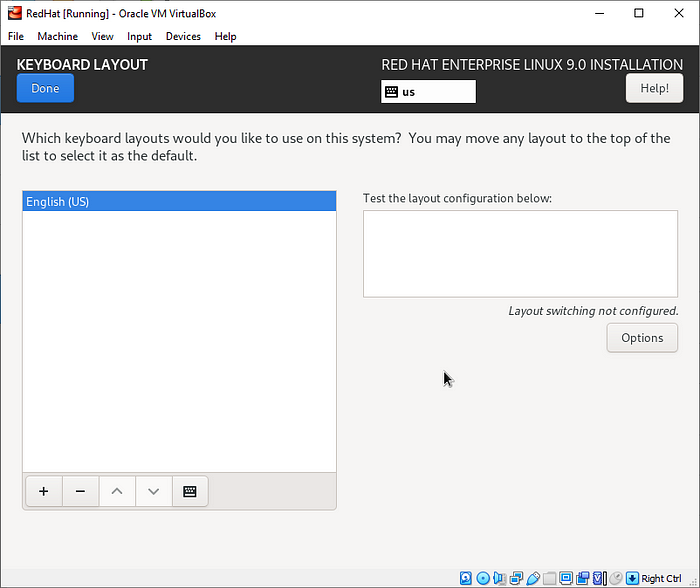 RedHat [Running] - Oracle VM VirtualBox
File Machine View Input Devices Help
KEYBOARD LAYOUT
RED HAT ENTERPRISE LINUX 9.0 INSTALLATION
Done
us
Help!
Which keyboard layouts would you like to use on this system? You may move any layout to the top of the
list to select it as the default.
English (US)
Test the layout configuration below:
Layout switching not configured.
Options
Right Ctrl